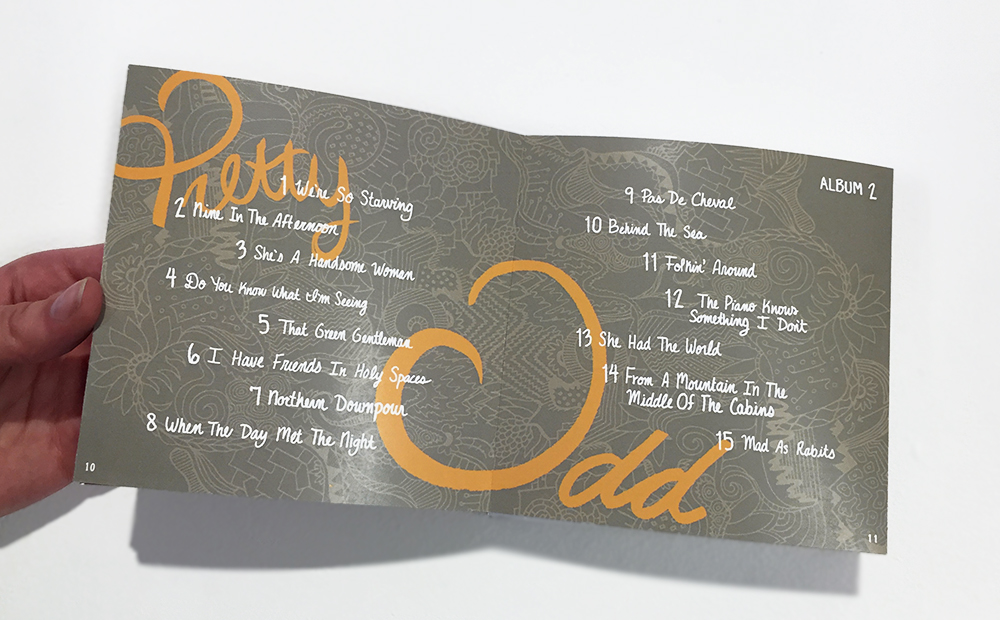 Pretty
1 We're So Starving
2 Nine In The Afternoon
3 She's A Handsome Women
4 Do You Know What I'm Seeing
5 That Green Gentleman
6 I Have Friends In Holy Spaces
7 Northern Downpour
8 When The Day Met The Night
10
Odd
ALBUM 2
9 Pas De Cheval
10 Behind The Sea
11 Folkin' Around
12 The Piano Knows
Something I Don't
13 She Had The World
14 From A Mountain In The
Middle Of The Cabins
15 Mad As Rabits
11